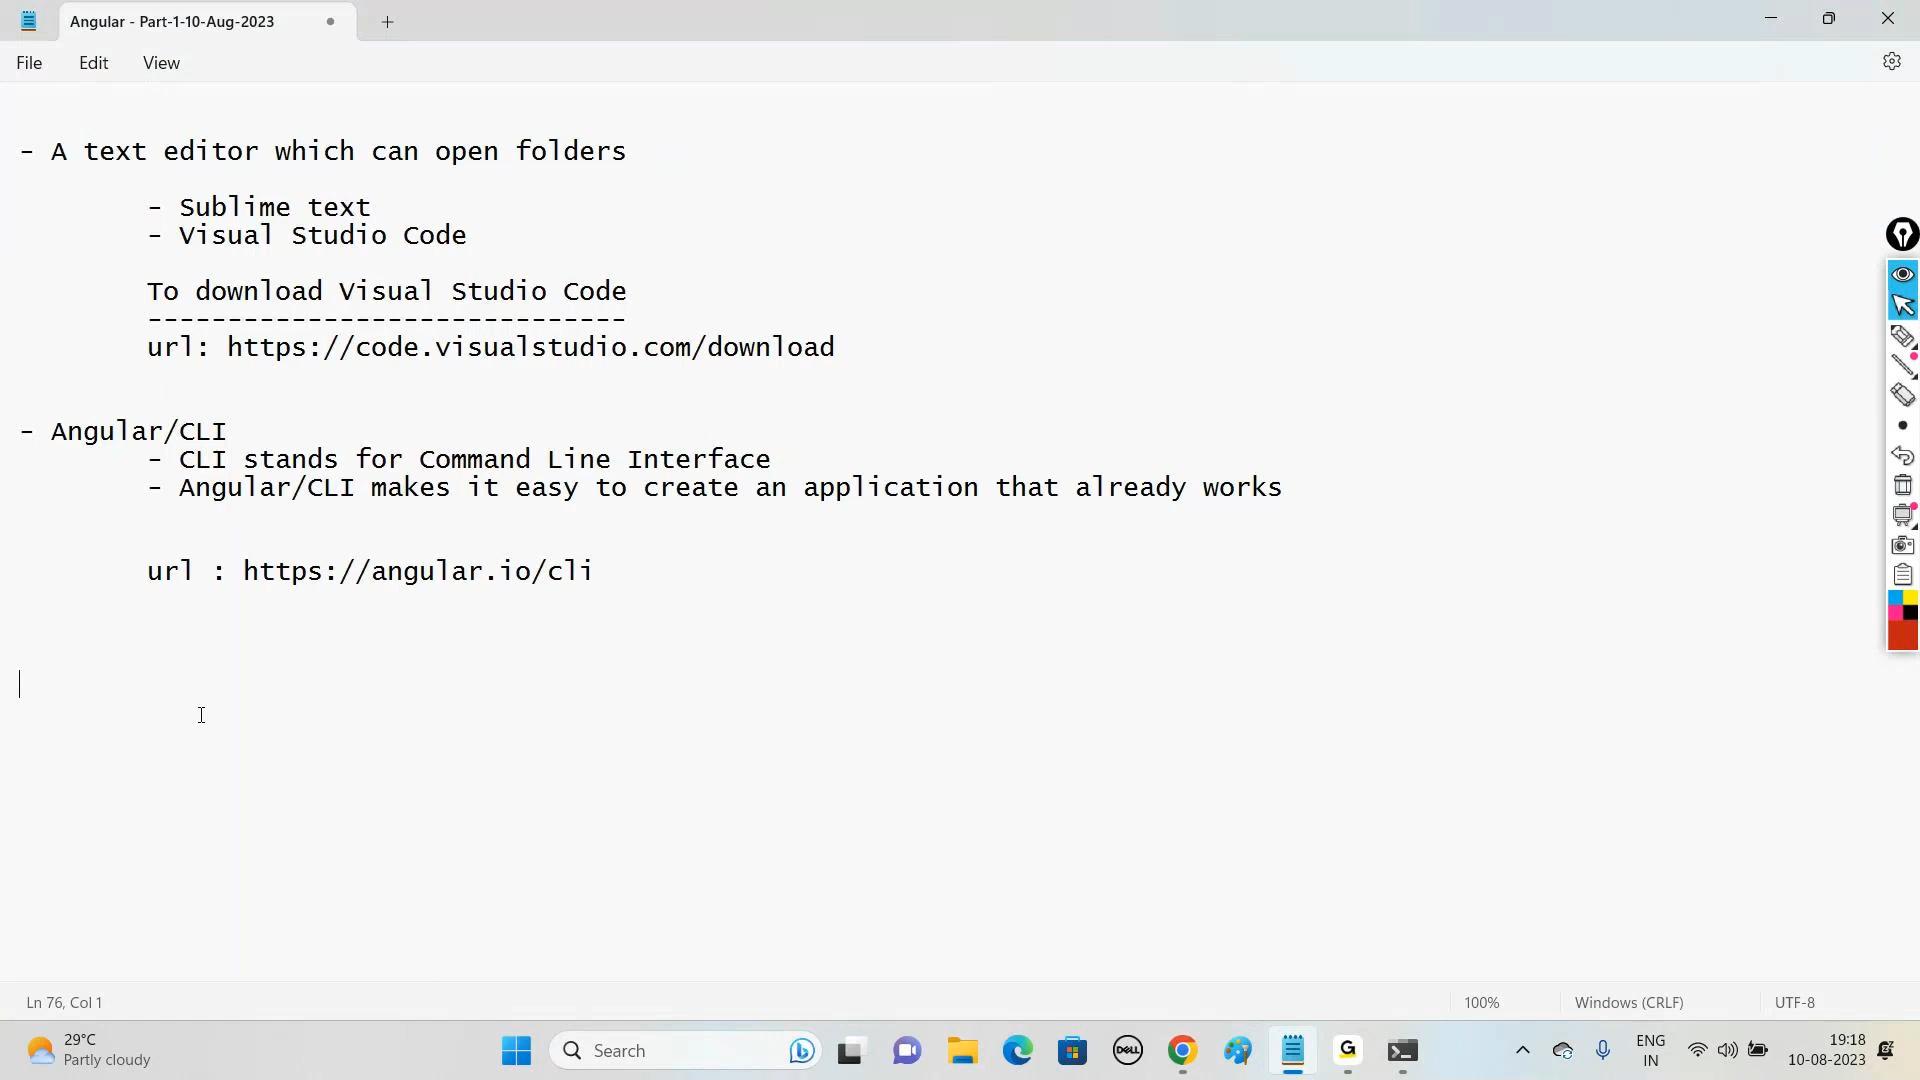 Angular - Part-1-10-Aug-2023
File Edit View
- A text editor which can open folders
- Sublime text
- Visual Studio Code
To download Visual Studio Code
------------------------------
url: https://code.visualstudio.com/download
- Angular/CLI
- CLI stands for Command Line Interface
- Angular/CLI makes it easy to create an application that already works
url : https://angular.io/cli
Ln 76, Col 1 100% Windows (CRLF) UTF-8
29°C
Partly cloudy
Search
DELL
G
ENG
IN
19:18
10-08-2023